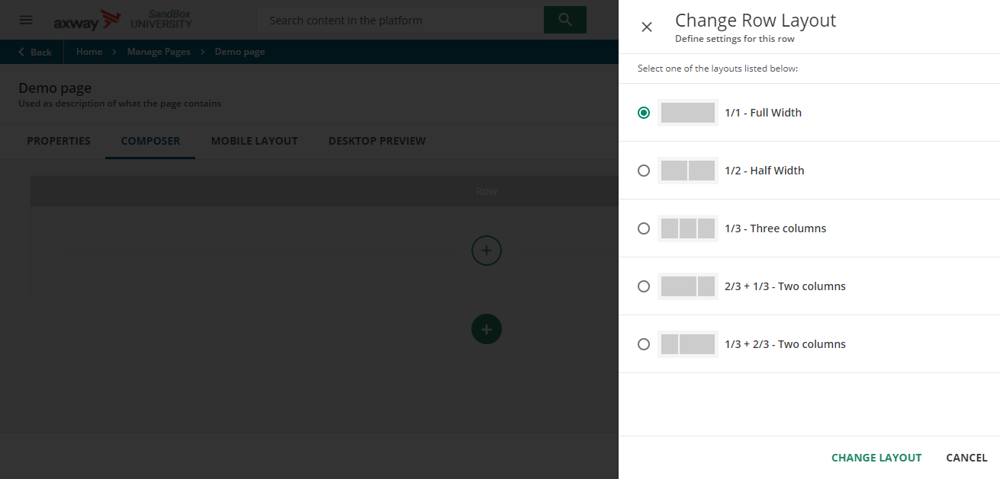 axway SandBox UNIVERSITY
Search content in the platform
Back Home Manage Pages Demo page
Demo page
Used as description of what the page contains
PROPERTIES COMPOSER MOBILE LAYOUT DESKTOP PREVIEW
Row
Change Row Layout
Define settings for this row
Select one of the layouts listed below:
1/1 - Full Width
1/2 - Half Width
1/3 - Three columns
2/3 + 1/3 - Two columns
1/3 + 2/3 - Two columns
CHANGE LAYOUT CANCEL